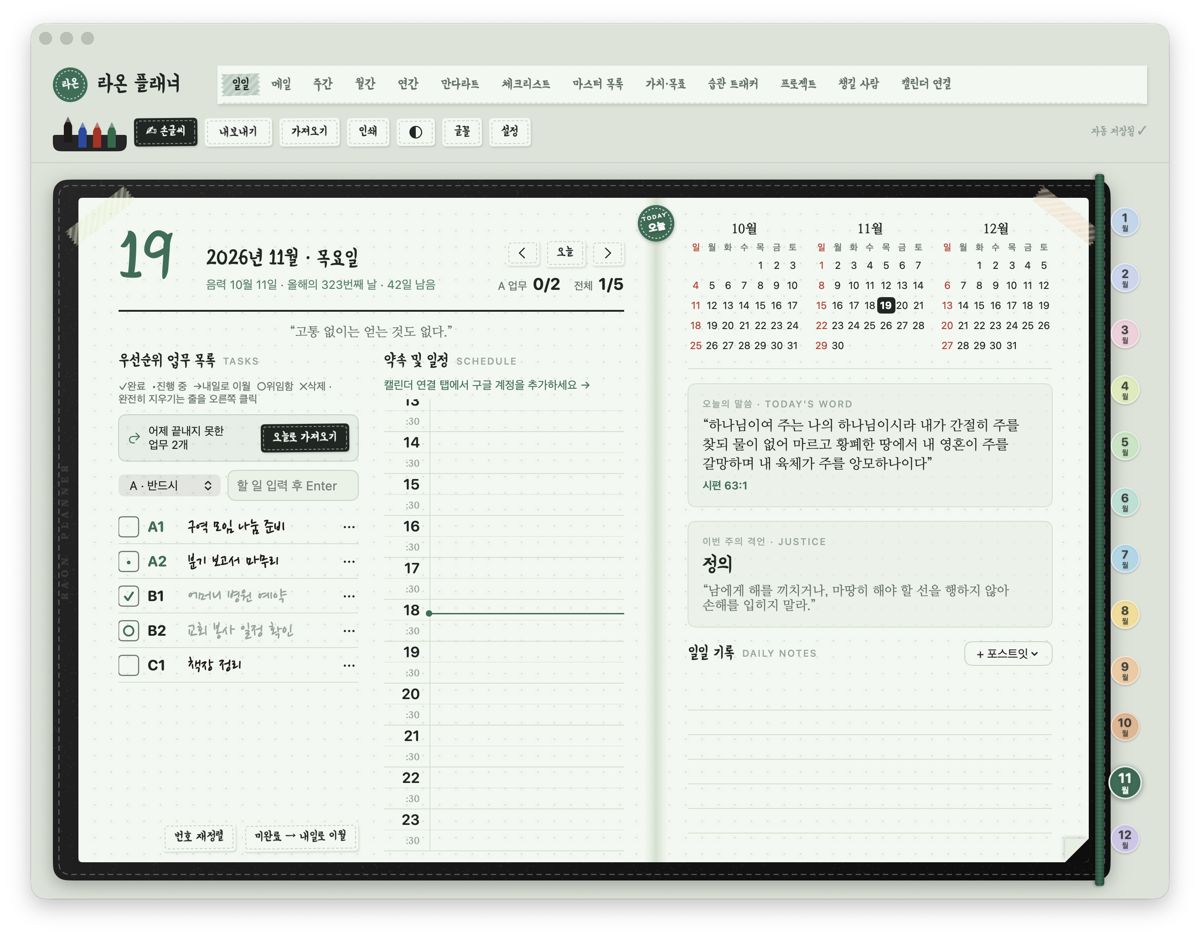 라온
라온 플래너
일일 메일 주간 월간 연간 만다라트 체크리스트 마스터 목록 가치·목표 습관 트래커 프로젝트 챙길 사람 캘린더 연결
✍ 손글씨 내보내기 가져오기 인쇄 글꼴 설정
자동 저장됨 ✓
RAON PLANNER
19
2026년 11월 · 목요일
음력 10월 11일 · 올해의 323번째 날 · 42일 남음
오늘
A 업무 0/2 전체 1/5
“고통 없이는 얻는 것도 없다.”
우선순위 업무 목록 TASKS
✓완료 •진행 중 →내일로 이월 ○위임함 ×삭제 ·
완전히 지우기는 줄을 오른쪽 클릭
어제 끝내지 못한
업무 2개
오늘로 가져오기
A · 반드시
할 일 입력 후 Enter
A1 구역 모임 나눔 준비 ···
A2 분기 보고서 마무리 ···
B1 어머니 병원 예약 ···
B2 교회 봉사 일정 확인 ···
C1 책장 정리 ···
번호 재정렬
미완료 → 내일로 이월
약속 및 일정 SCHEDULE
캘린더 연결 탭에서 구글 계정을 추가하세요 →
13
:30
14
:30
15
:30
16
:30
17
:30
18
:30
19
:30
20
:30
21
:30
22
:30
23
:30
TODAY
오늘
10월
일 월 화 수 목 금 토
1 2 3
4 5 6 7 8 9 10
11 12 13 14 15 16 17
18 19 20 21 22 23 24
25 26 27 28 29 30 31
11월
일 월 화 수 목 금 토
1 2 3 4 5 6 7
8 9 10 11 12 13 14
15 16 17 18 19 20 21
22 23 24 25 26 27 28
29 30
12월
일 월 화 수 목 금 토
1 2 3 4 5
6 7 8 9 10 11 12
13 14 15 16 17 18 19
20 21 22 23 24 25 26
27 28 29 30 31
오늘의 말씀 · TODAY'S WORD
“하나님이여 주는 나의 하나님이시라 내가 간절히 주를
찾되 물이 없어 마르고 황폐한 땅에서 내 영혼이 주를
갈망하며 내 육체가 주를 앙모하나이다”
시편 63:1
이번 주의 격언 · JUSTICE
정의
“남에게 해를 끼치거나, 마땅히 해야 할 선을 행하지 않아
손해를 입히지 말라.”
일일 기록 DAILY NOTES
+ 포스트잇
1
월
2
월
3
월
4
월
5
월
6
월
7
월
8
월
9
월
10
월
11
월
12
월